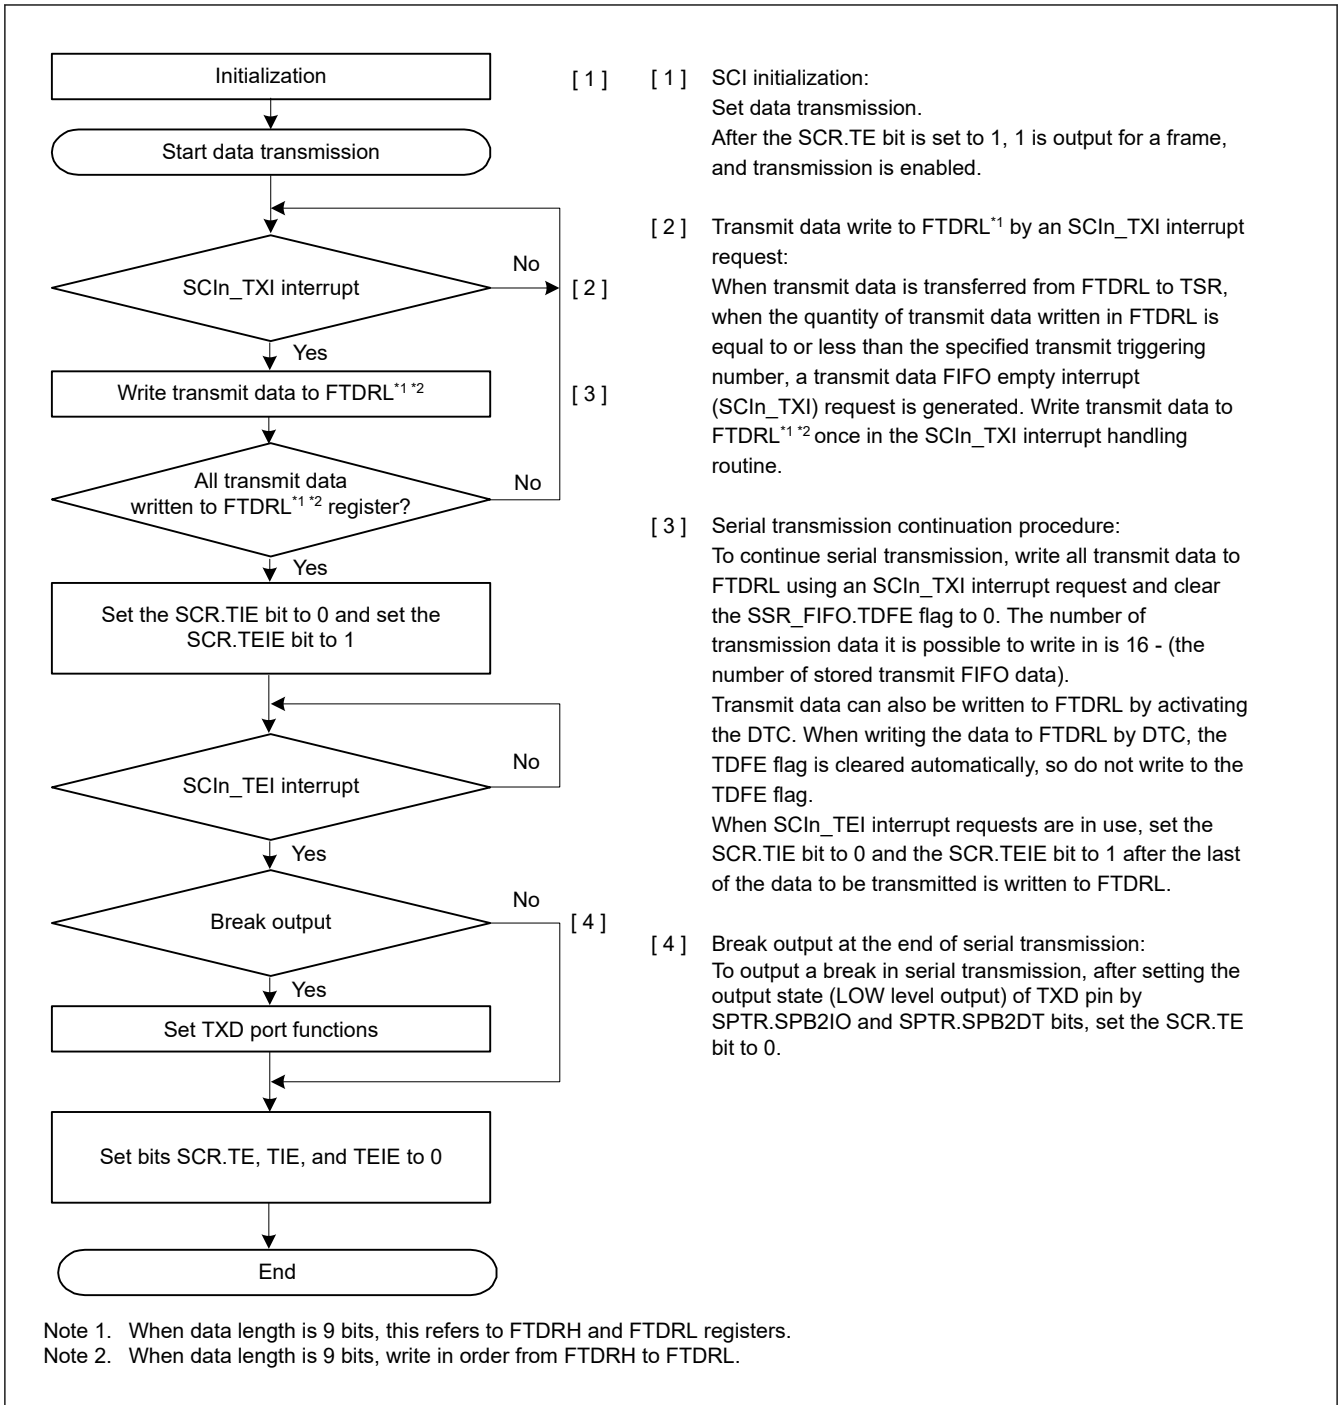 Initialization
[ 1 ]
Start data transmission
No
SCIn_TXI interrupt
[ 2 ]
Yes
Write transmit data to FTDRL*1 *2
[ 3 ]
All transmit data
written to FTDRL*1 *2 register?
No
Yes
Set the SCR.TIE bit to 0 and set the
SCR.TEIE bit to 1
No
SCIn_TEI interrupt
Yes
No
Break output
[ 4 ]
Yes
Set TXD port functions
Set bits SCR.TE, TIE, and TEIE to 0
End
[ 1 ] SCI initialization:
Set data transmission.
After the SCR.TE bit is set to 1, 1 is output for a frame,
and transmission is enabled.
[ 2 ] Transmit data write to FTDRL*1 by an SCIn_TXI interrupt
request:
When transmit data is transferred from FTDRL to TSR,
when the quantity of transmit data written in FTDRL is
equal to or less than the specified transmit triggering
number, a transmit data FIFO empty interrupt
(SCIn_TXI) request is generated. Write transmit data to
FTDRL*1 *2 once in the SCIn_TXI interrupt handling
routine.
[ 3 ] Serial transmission continuation procedure:
To continue serial transmission, write all transmit data to
FTDRL using an SCIn_TXI interrupt request and clear
the SSR_FIFO.TDFE flag to 0. The number of
transmission data it is possible to write in is 16 - (the
number of stored transmit FIFO data).
Transmit data can also be written to FTDRL by activating
the DTC. When writing the data to FTDRL by DTC, the
TDFE flag is cleared automatically, so do not write to the
TDFE flag.
When SCIn_TEI interrupt requests are in use, set the
SCR.TIE bit to 0 and the SCR.TEIE bit to 1 after the last
of the data to be transmitted is written to FTDRL.
[ 4 ] Break output at the end of serial transmission:
To output a break in serial transmission, after setting the
output state (LOW level output) of TXD pin by
SPTR.SPB2IO and SPTR.SPB2DT bits, set the SCR.TE
bit to 0.
Note 1. When data length is 9 bits, this refers to FTDRH and FTDRL registers.
Note 2. When data length is 9 bits, write in order from FTDRH to FTDRL.